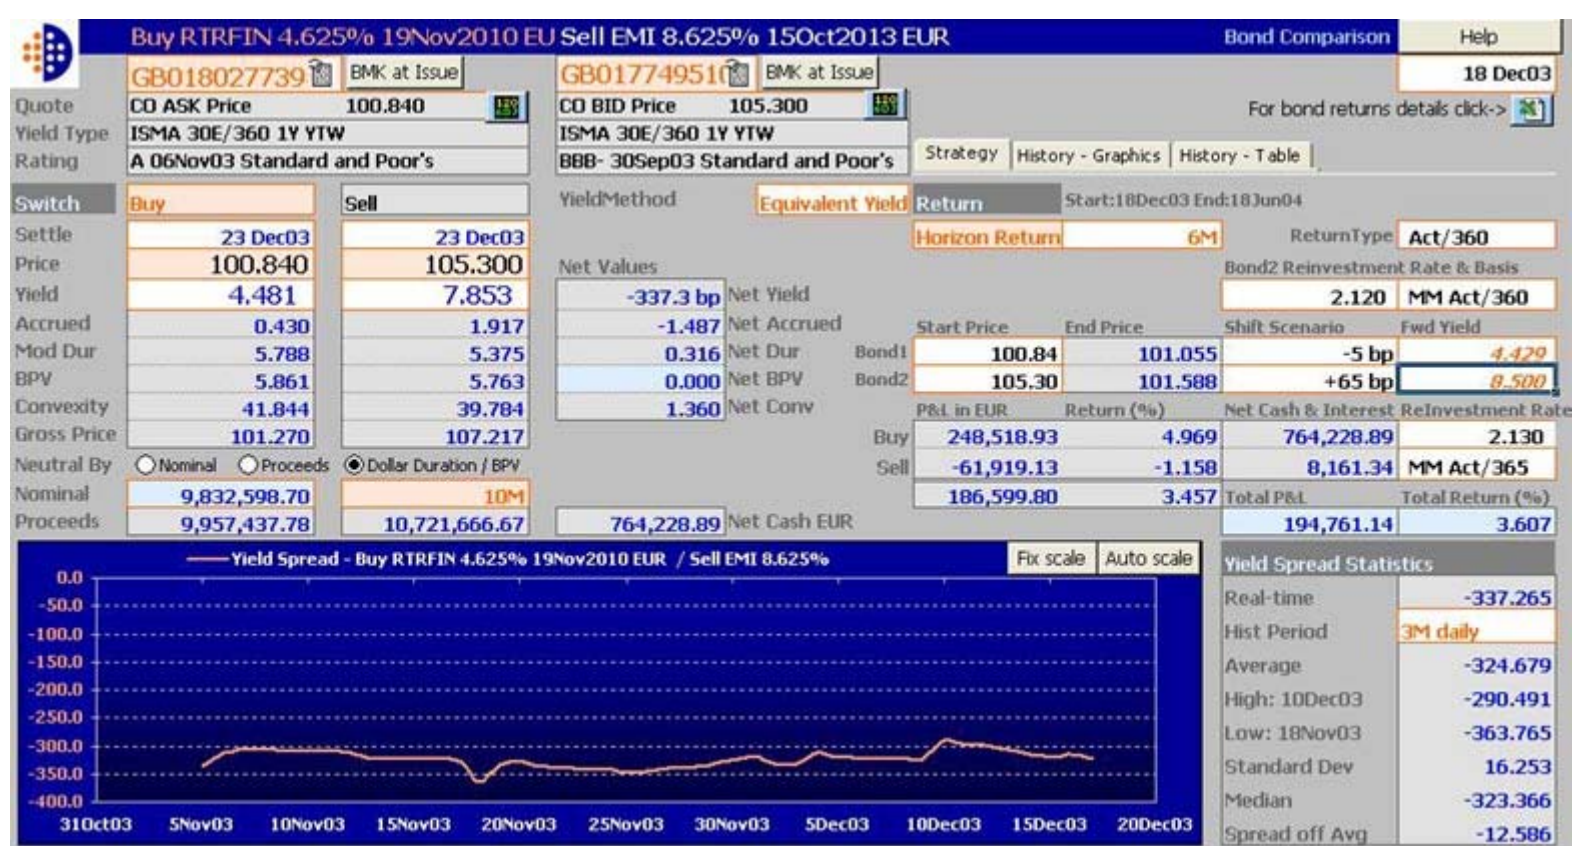 Buy RTRFIN 4.625% 19Nov2010 EU Sell EMI 8.625% 15Oct2013 EUR Bond Comparison Help
GB018027739 BMK at Issue GB01774951 BMK at Issue 18 Dec03
Quote CO ASK Price 100.840 CO BID Price 105.300 For bond returns details click->
Yield Type ISMA 30E/360 1Y YTW ISMA 30E/360 1Y YTW
Rating A 06Nov03 Standard and Poor's BBB- 30Sep03 Standard and Poor's Strategy History - Graphics History - Table
Switch Buy Sell YieldMethod Equivalent Yield Return Start:18Dec03 End:18Jun04
Settle 23 Dec03 23 Dec03 Horizon Return 6M ReturnType Act/360
Price 100.840 105.300 Net Values Bond2 Reinvestment Rate & Basis
Yield 4.481 7.853 -337.3 bp Net Yield 2.120 MM Act/360
Accrued 0.430 1.917 -1.487 Net Accrued Start Price End Price Shift Scenario Fwd Yield
Mod Dur 5.788 5.375 0.316 Net Dur Bond1 100.84 101.055 -5 bp 4.429
BPV 5.861 5.763 0.000 Net BPV Bond2 105.30 101.588 +65 bp 8.500
Convexity 41.844 39.784 1.360 Net Conv P&L in EUR Return (%) Net Cash & Interest ReInvestment Rate
Gross Price 101.270 107.217 Buy 248,518.93 4.969 764,228.89 2.130
Neutral By Nominal Proceeds Dollar Duration / BPV Sell -61,919.13 -1.158 8,161.34 MM Act/365
Nominal 9,832,598.70 10M 186,599.80 3.457 Total P&L Total Return (%)
Proceeds 9,957,437.78 10,721,666.67 764,228.89 Net Cash EUR 194,761.14 3.607
Yield Spread - Buy RTRFIN 4.625% 19Nov2010 EUR / Sell EMI 8.625% Fix scale Auto scale Yield Spread Statistics
0.0
-50.0 Real-time -337.265
-100.0 Hist Period 3M daily
-150.0 Average -324.679
-200.0 High: 10Dec03 -290.491
-250.0
-300.0 Low: 18Nov03 -363.765
-350.0 Standard Dev 16.253
-400.0 Median -323.366
31Oct03 5Nov03 10Nov03 15Nov03 20Nov03 25Nov03 30Nov03 5Dec03 10Dec03 15Dec03 20Dec03 Spread off Avg -12.586